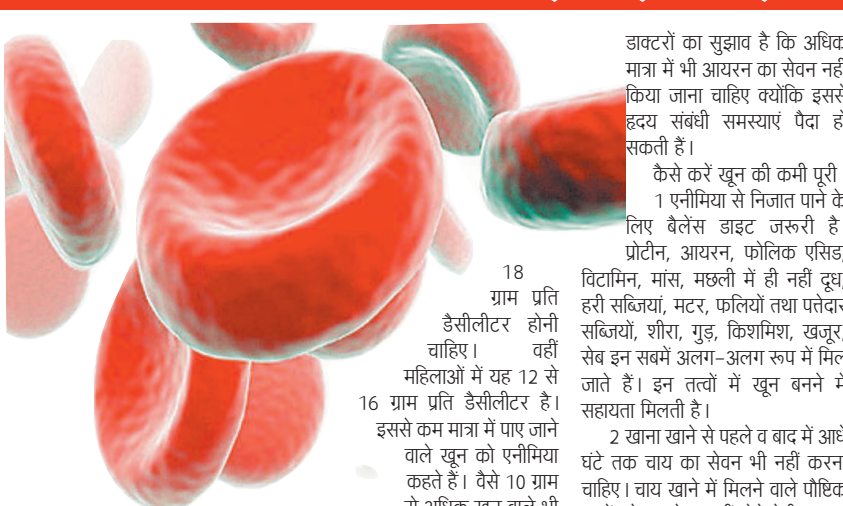 18
ग्राम प्रति
डैसीलीटर होनी
चाहिए। वहीं
महिलाओं में यह 12 से
16 ग्राम प्रति डैसीलीटर है।
इससे कम मात्रा में पाए जाने
वाले खून को एनीमिया
कहते हैं। वैसे 10 ग्राम
डाक्टरों का सुझाव है कि अधिक
मात्रा में भी आयरन का सेवन नहीं
किया जाना चाहिए क्योंकि इससे
हृदय संबंधी समस्याएं पैदा हो
सकती हैं।
कैसे करें खून की कमी पूरी
1 एनीमिया से निजात पाने के
लिए बैलेंस डाइट जरूरी है
प्रोटीन, आयरन, फोलिक एसिड,
विटामिन, मांस, मछली में ही नहीं दूध,
हरी सब्जियां, मटर, फलियों तथा पत्तेदार
सब्जियों, शीरा, गुड़, किशमिश, खजूर,
सेब इन सबमें अलग-अलग रूप में मिल
जाते हैं। इन तत्वों में खून बनने में
सहायता मिलती है।
2 खाना खाने से पहले व बाद में आधे
घंटे तक चाय का सेवन भी नहीं करना
चाहिए। चाय खाने में मिलने वाले पौष्टिक